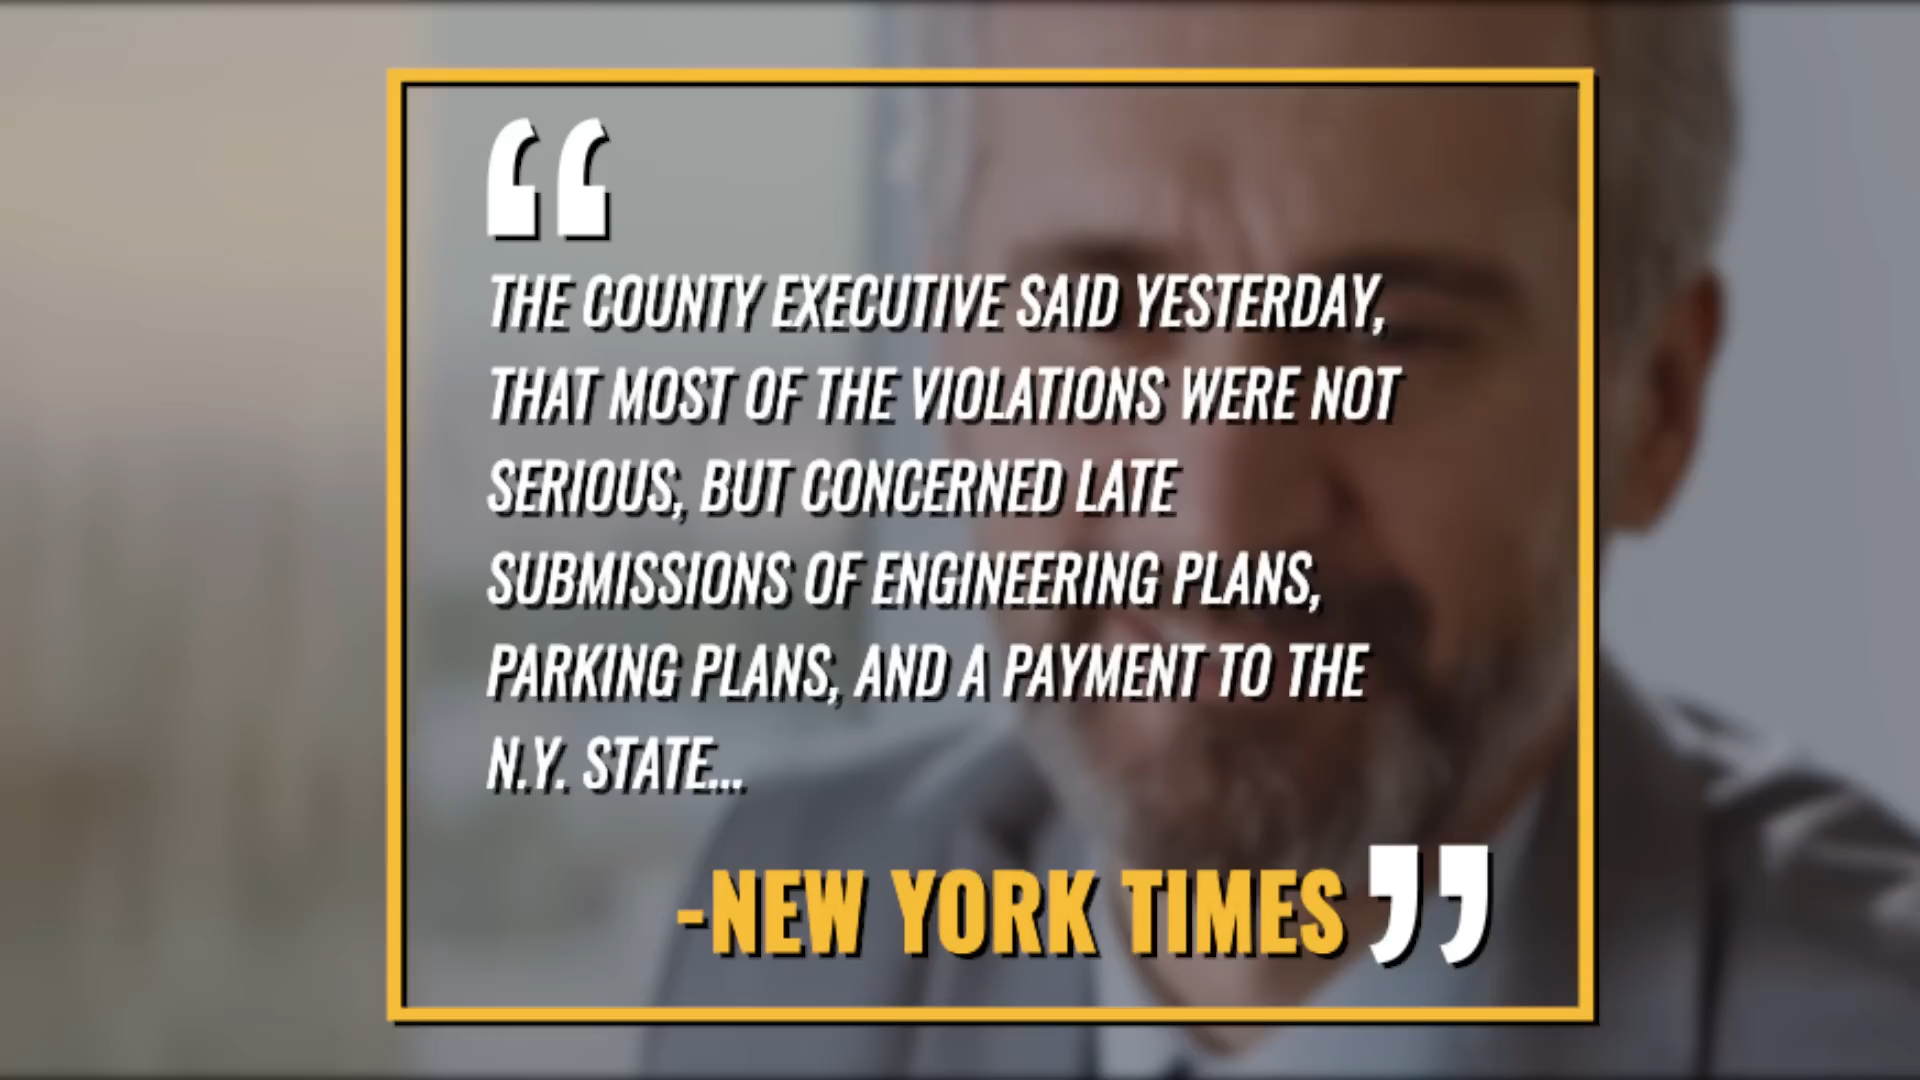 “
THE COUNTY EXECUTIVE SAID YESTERDAY,
THAT MOST OF THE VIOLATIONS WERE NOT
SERIOUS, BUT CONCERNED LATE
SUBMISSIONS OF ENGINEERING PLANS,
PARKING PLANS, AND A PAYMENT TO THE
N.Y. STATE...
-NEW YORK TIMES ”